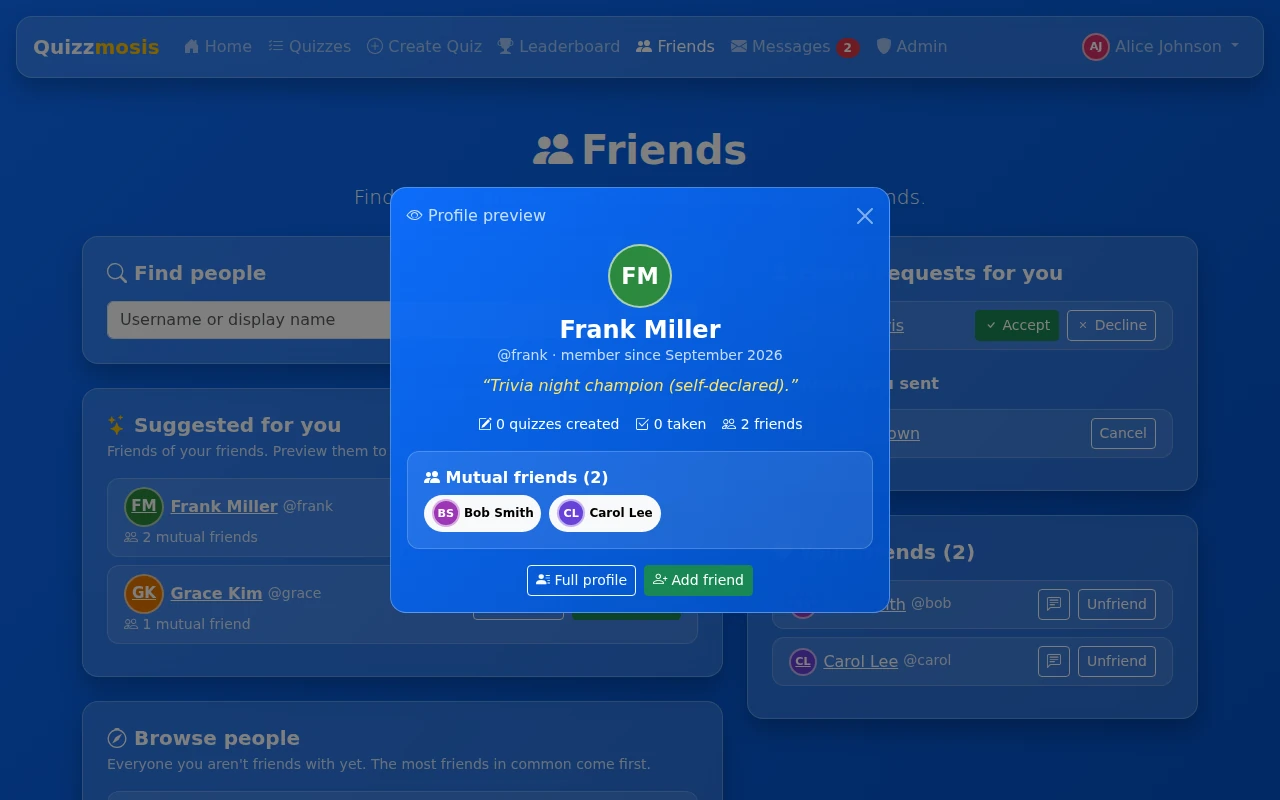 Quizzmosis Home Quizzes Create Quiz Leaderboard Friends Messages 2 Admin AJ Alice Johnson
Friends
Find
nds.
Profile preview
FM
Frank Miller
@frank · member since September 2026
“Trivia night champion (self-declared).”
0 quizzes created 0 taken 2 friends
Mutual friends (2)
BS Bob Smith CL Carol Lee
Full profile Add friend
Find people
Username or display name
Suggested for you
Friends of your friends. Preview them to
FM Frank Miller @frank
2 mutual friends
GK Grace Kim @grace
1 mutual friend
Browse people
Everyone you aren't friends with yet. The most friends in common come first.
equests for you
is Accept Decline
u sent
own Cancel
ends (2)
th @bob Unfriend
CL Carol Lee @carol Unfriend